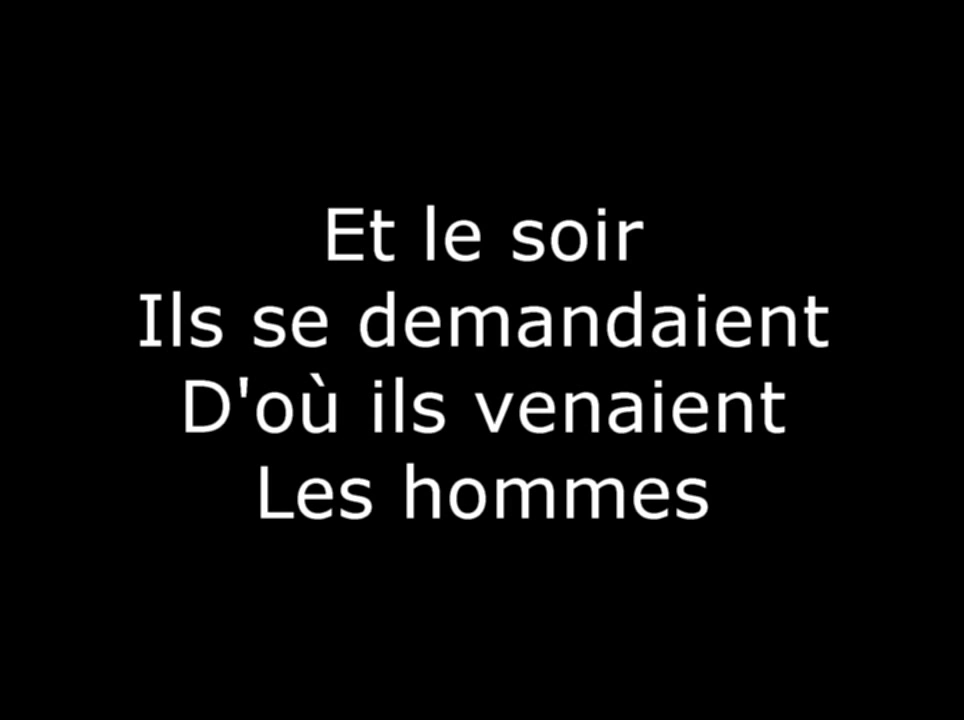 Et le soir
Ils se demandaient
D'où ils venaient
Les hommes